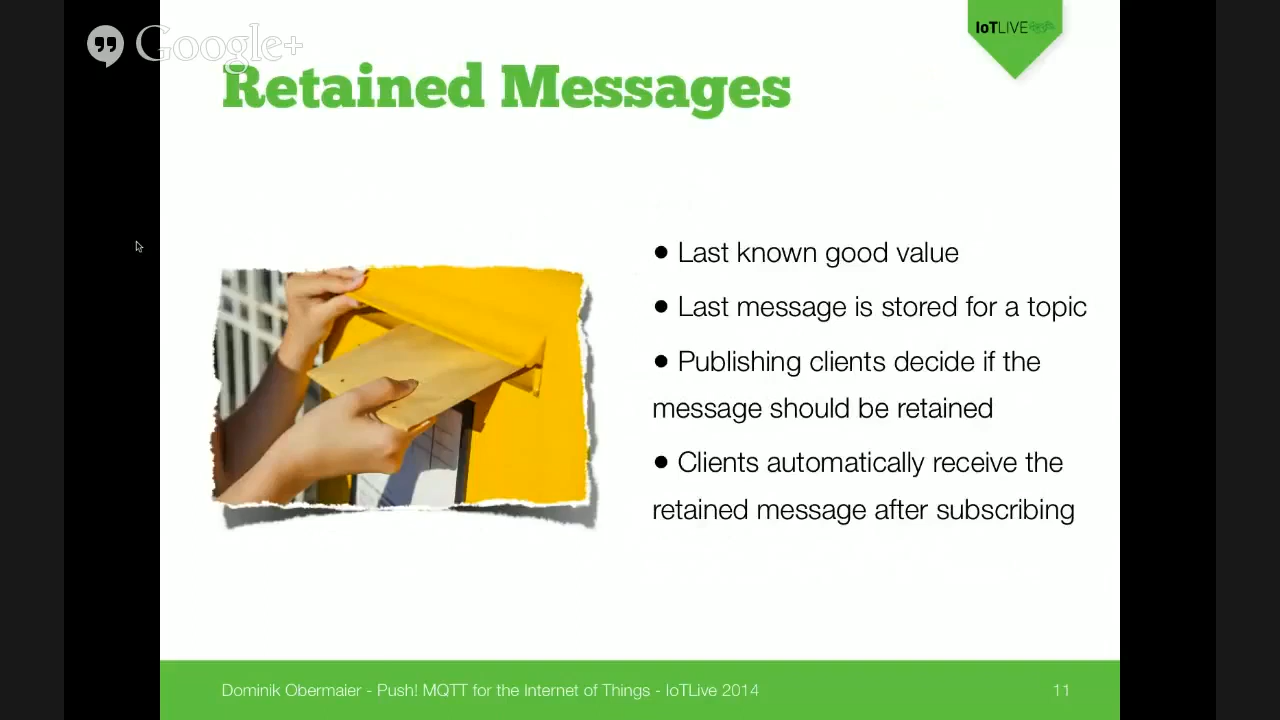 Google+
IoTLIVE
Retained Messages
● Last known good value
● Last message is stored for a topic
● Publishing clients decide if the
message should be retained
● Clients automatically receive the
retained message after subscribing
Dominik Obermaier - Push! MQTT for the Internet of Things - IoTLive 2014
11